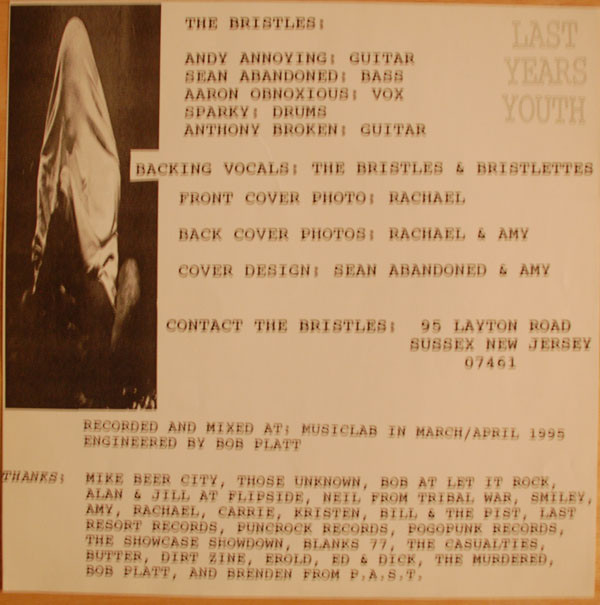 THE BRISTLES:
LAST
YEARS
YOUTH
ANDY ANNOYING: GUITAR
SEAN ABANDONED: BASS
AARON OBNOXIOUS: VOX
SPARKY: DRUMS
ANTHONY BROKEN: GUITAR
BACKING VOCALS: THE BRISTLES & BRISTLETTES
FRONT COVER PHOTO: RACHAEL
BACK COVER PHOTOS: RACHAEL & AMY
COVER DESIGN: SEAN ABANDONED & AMY
CONTACT THE BRISTLES: 95 LAYTON ROAD
SUSSEX NEW JERSEY
07461
RECORDED AND MIXED AT: MUSICLAB IN MARCH/APRIL 1995
ENGINEERED BY BOB PLATT
THANKS: MIKE BEER CITY, THOSE UNKNOWN, BOB AT LET IT ROCK,
ALAN & JILL AT FLIPSIDE, NEIL FROM TRIBAL WAR, SMILEY,
AMY, RACHAEL, CARRIE, KRISTEN, BILL & THE PIST, LAST
RESORT RECORDS, PUNCROCK RECORDS, POGOPUNK RECORDS,
THE SHOWCASE SHOWDOWN, BLANKS 77, THE CASUALTIES,
BUTTER, DIRT ZINE, EROLD, ED & DICK, THE MURDERED,
BOB PLATT, AND BRENDEN FROM P.A.S.T.